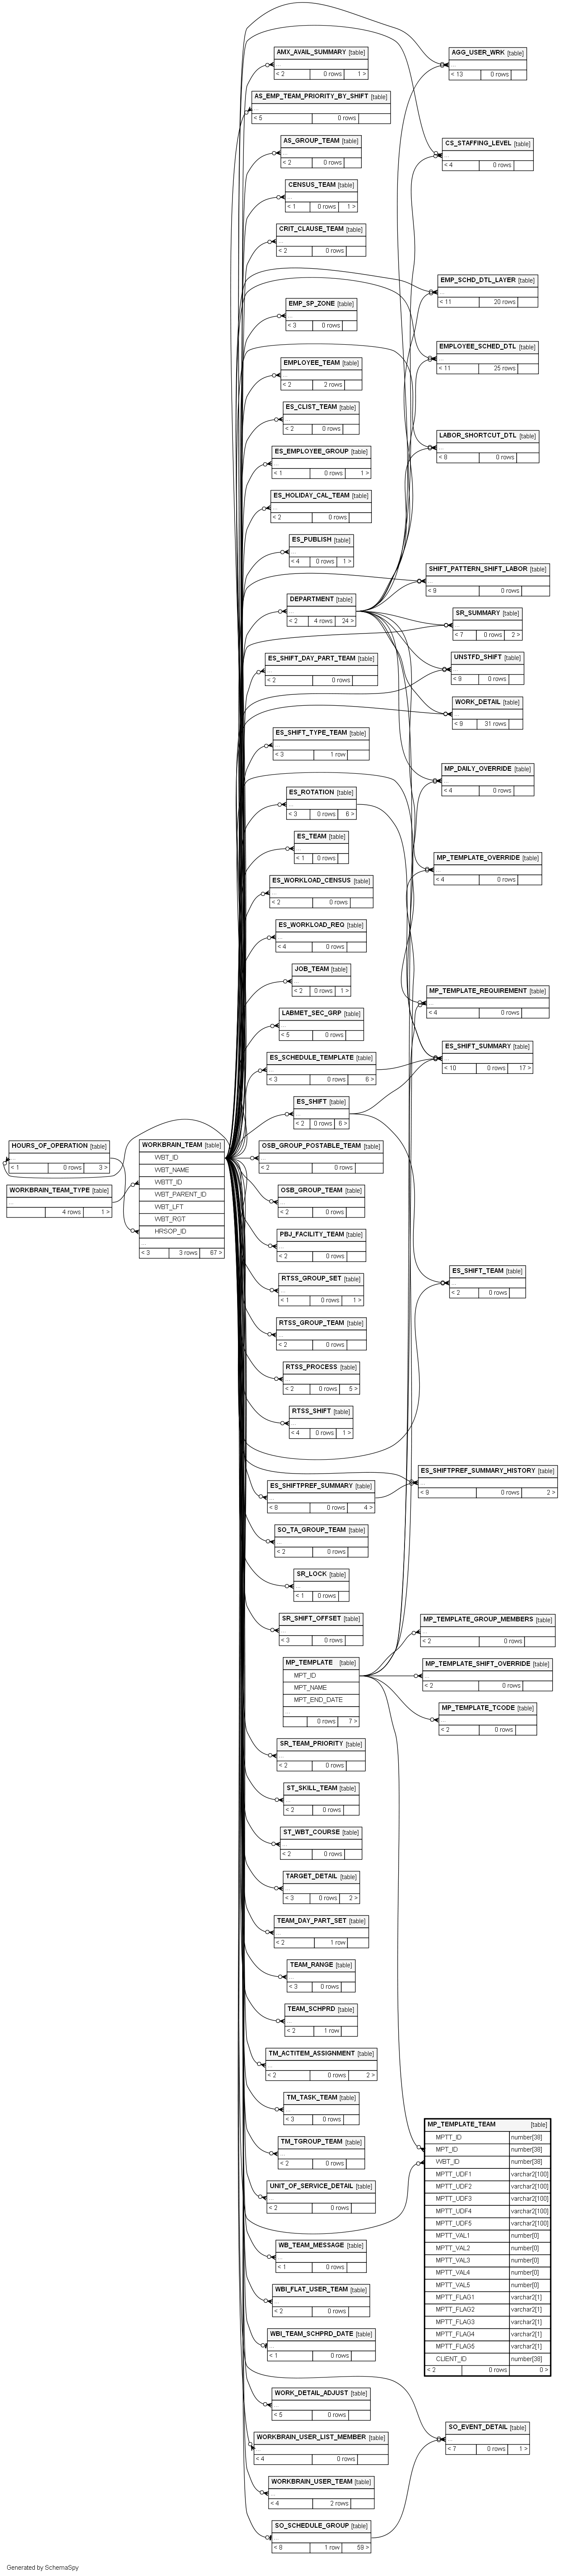 AMX_AVAIL_SUMMARY [table]
...
< 2 0 rows 1 >
AGG_USER_WRK [table]
...
< 13 0 rows
AS_EMP_TEAM_PRIORITY_BY_SHIFT [table]
...
< 5 0 rows
AS_GROUP_TEAM [table]
...
< 2 0 rows
CS_STAFFING_LEVEL [table]
...
< 4 0 rows
CENSUS_TEAM [table]
...
< 1 0 rows 1 >
CRIT_CLAUSE_TEAM [table]
...
< 2 0 rows
EMP_SCHD_DTL_LAYER [table]
...
< 11 20 rows
EMP_SP_ZONE [table]
...
< 3 0 rows
EMPLOYEE_SCHED_DTL [table]
...
< 11 25 rows
EMPLOYEE_TEAM [table]
...
< 2 2 rows
ES_CLIST_TEAM [table]
...
< 2 0 rows
LABOR_SHORTCUT_DTL [table]
...
< 8 0 rows
ES_EMPLOYEE_GROUP [table]
...
< 1 0 rows 1 >
ES_HOLIDAY_CAL_TEAM [table]
...
< 2 0 rows
ES_PUBLISH [table]
...
< 4 0 rows 1 >
SHIFT_PATTERN_SHIFT_LABOR [table]
...
< 9 0 rows
DEPARTMENT [table]
...
< 2 4 rows 24 >
SR_SUMMARY [table]
...
< 7 0 rows 2 >
ES_SHIFT_DAY_PART_TEAM [table]
...
< 2 0 rows
UNSTFD_SHIFT [table]
...
< 9 0 rows
WORK_DETAIL [table]
...
< 9 31 rows
ES_SHIFT_TYPE_TEAM [table]
...
< 3 1 row
MP_DAILY_OVERRIDE [table]
...
< 4 0 rows
ES_ROTATION [table]
...
< 3 0 rows 6 >
ES_TEAM [table]
...
< 1 0 rows
MP_TEMPLATE_OVERRIDE [table]
...
< 4 0 rows
ES_WORKLOAD_CENSUS [table]
...
< 2 0 rows
ES_WORKLOAD_REQ [table]
...
< 4 0 rows
JOB_TEAM [table]
...
< 2 0 rows 1 >
MP_TEMPLATE_REQUIREMENT [table]
...
< 4 0 rows
LABMET_SEC_GRP [table]
...
< 5 0 rows
ES_SCHEDULE_TEMPLATE [table]
...
< 3 0 rows 6 >
ES_SHIFT_SUMMARY [table]
...
< 10 0 rows 17 >
ES_SHIFT [table]
...
< 2 0 rows 6 >
HOURS_OF_OPERATION [table]
...
< 1 0 rows 3 >
WORKBRAIN_TEAM_TYPE [table]
...
4 rows 1 >
WORKBRAIN_TEAM [table]
WBT_ID
WBT_NAME
WBTT_ID
WBT_PARENT_ID
WBT_LFT
WBT_RGT
HRSOP_ID
...
< 3 3 rows 67 >
OSB_GROUP_POSTABLE_TEAM [table]
...
< 2 0 rows
OSB_GROUP_TEAM [table]
...
< 2 0 rows
PBJ_FACILITY_TEAM [table]
...
< 2 0 rows
RTSS_GROUP_SET [table]
...
< 1 0 rows 1 >
ES_SHIFT_TEAM [table]
...
< 2 0 rows
RTSS_GROUP_TEAM [table]
...
< 2 0 rows
RTSS_PROCESS [table]
...
< 2 0 rows 5 >
RTSS_SHIFT [table]
...
< 4 0 rows 1 >
ES_SHIFTPREF_SUMMARY_HISTORY [table]
...
< 9 0 rows 2 >
ES_SHIFTPREF_SUMMARY [table]
...
< 8 0 rows 4 >
SO_TA_GROUP_TEAM [table]
...
< 2 0 rows
SR_LOCK [table]
...
< 1 0 rows
SR_SHIFT_OFFSET [table]
...
< 3 0 rows
MP_TEMPLATE_GROUP_MEMBERS [table]
...
< 2 0 rows
MP_TEMPLATE [table]
MPT_ID
MPT_NAME
MPT_END_DATE
...
0 rows 7 >
MP_TEMPLATE_SHIFT_OVERRIDE [table]
...
< 2 0 rows
MP_TEMPLATE_TCODE [table]
...
< 2 0 rows
SR_TEAM_PRIORITY [table]
...
< 2 0 rows
ST_SKILL_TEAM [table]
...
< 2 0 rows
ST_WBT_COURSE [table]
...
< 2 0 rows
TARGET_DETAIL [table]
...
< 3 0 rows 2 >
TEAM_DAY_PART_SET [table]
...
< 2 1 row
TEAM_RANGE [table]
...
< 3 0 rows
TEAM_SCHPRD [table]
...
< 2 1 row
TM_ACTITEM_ASSIGNMENT [table]
...
< 2 0 rows 2 >
TM_TASK_TEAM [table]
...
< 3 0 rows
TM_TGROUP_TEAM [table]
...
< 2 0 rows
UNIT_OF_SERVICE_DETAIL [table]
...
< 2 0 rows
MP_TEMPLATE_TEAM [table]
MPTT_ID number[38]
MPT_ID number[38]
WBT_ID number[38]
MPTT_UDF1 varchar2[100]
MPTT_UDF2 varchar2[100]
MPTT_UDF3 varchar2[100]
MPTT_UDF4 varchar2[100]
MPTT_UDF5 varchar2[100]
MPTT_VAL1 number[0]
MPTT_VAL2 number[0]
MPTT_VAL3 number[0]
MPTT_VAL4 number[0]
MPTT_VAL5 number[0]
MPTT_FLAG1 varchar2[1]
MPTT_FLAG2 varchar2[1]
MPTT_FLAG3 varchar2[1]
MPTT_FLAG4 varchar2[1]
MPTT_FLAG5 varchar2[1]
CLIENT_ID number[38]
< 2 0 rows 0 >
WB_TEAM_MESSAGE [table]
...
< 1 0 rows
WBI_FLAT_USER_TEAM [table]
...
< 2 0 rows
WBI_TEAM_SCHPRD_DATE [table]
...
< 1 0 rows
WORK_DETAIL_ADJUST [table]
...
< 5 0 rows
SO_EVENT_DETAIL [table]
...
< 7 0 rows 1 >
WORKBRAIN_USER_LIST_MEMBER [table]
...
< 4 0 rows
WORKBRAIN_USER_TEAM [table]
...
< 4 2 rows
SO_SCHEDULE_GROUP [table]
...
< 8 1 row 59 >
Generated by SchemaSpy